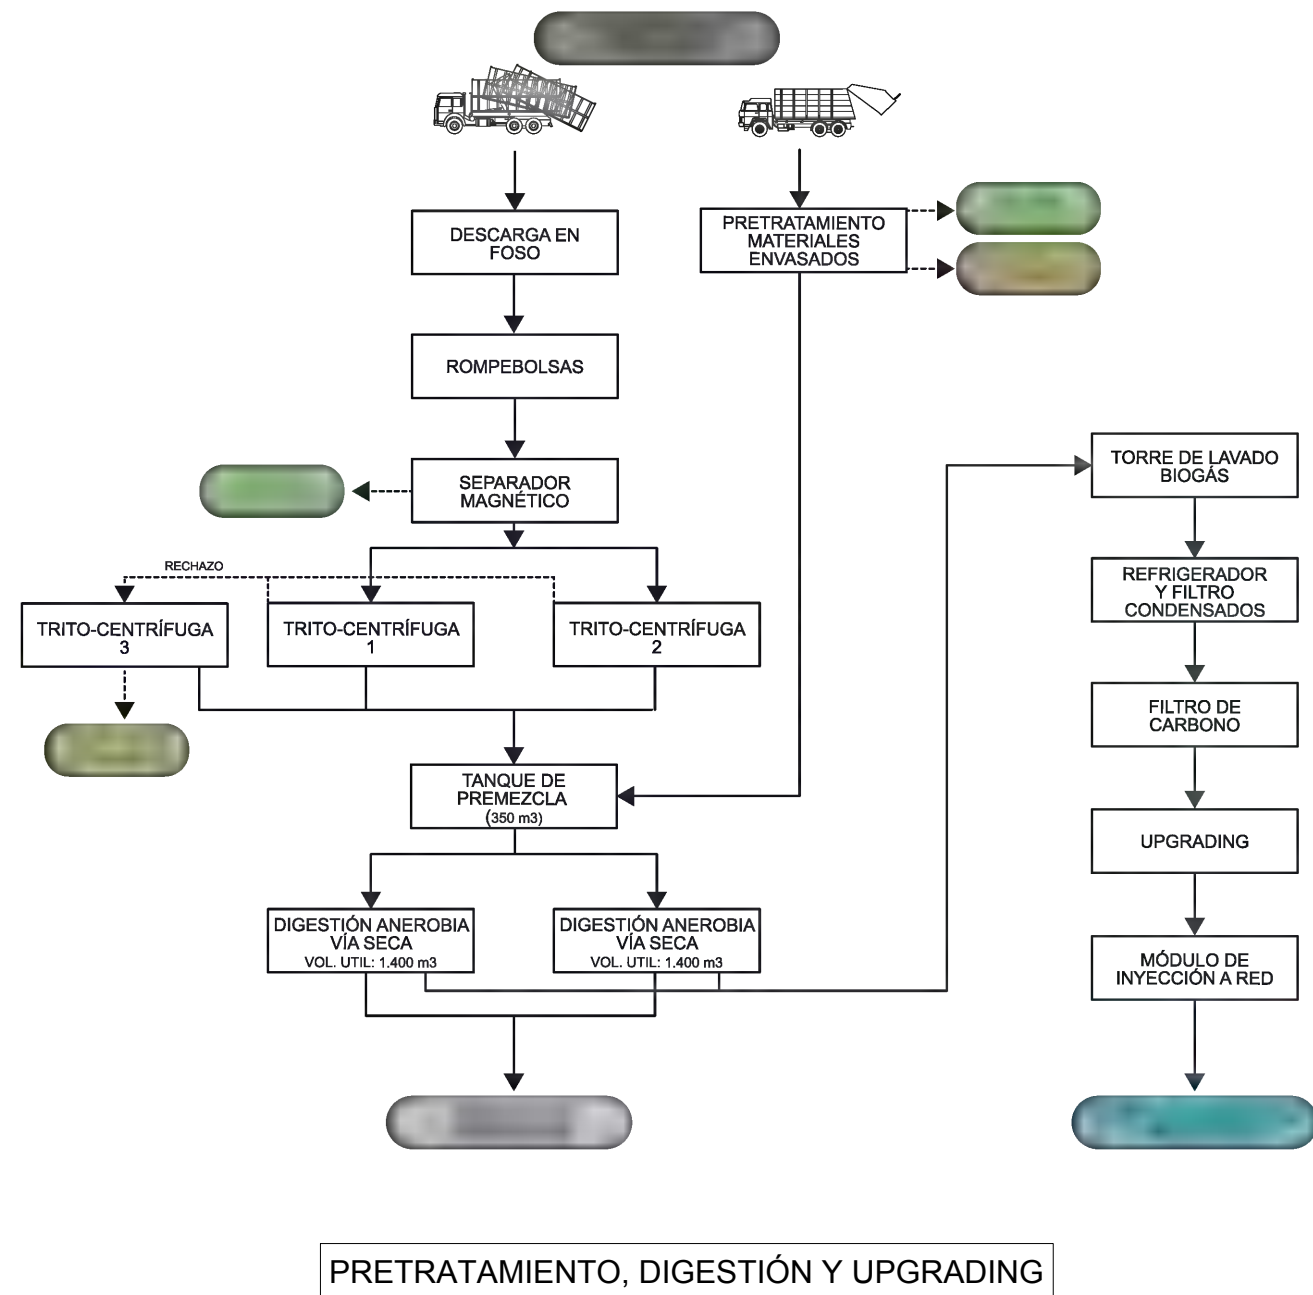 DESCARGA EN
FOSO
PRETRATAMIENTO
MATERIALES
ENVASADOS
ROMPEBOLSAS
SEPARADOR
MAGNÉTICO
TORRE DE LAVADO
BIOGÁS
RECHAZO
REFRIGERADOR
Y FILTRO
CONDENSADOS
TRITO-CENTRÍFUGA
3
TRITO-CENTRÍFUGA
1
TRITO-CENTRÍFUGA
2
FILTRO DE
CARBONO
TANQUE DE
PREMEZCLA
(350 m3)
UPGRADING
DIGESTIÓN ANEROBIA
VÍA SECA
VOL. UTIL: 1.400 m3
DIGESTIÓN ANEROBIA
VÍA SECA
VOL. UTIL: 1.400 m3
MÓDULO DE
INYECCIÓN A RED
PRETRATAMIENTO, DIGESTIÓN Y UPGRADING